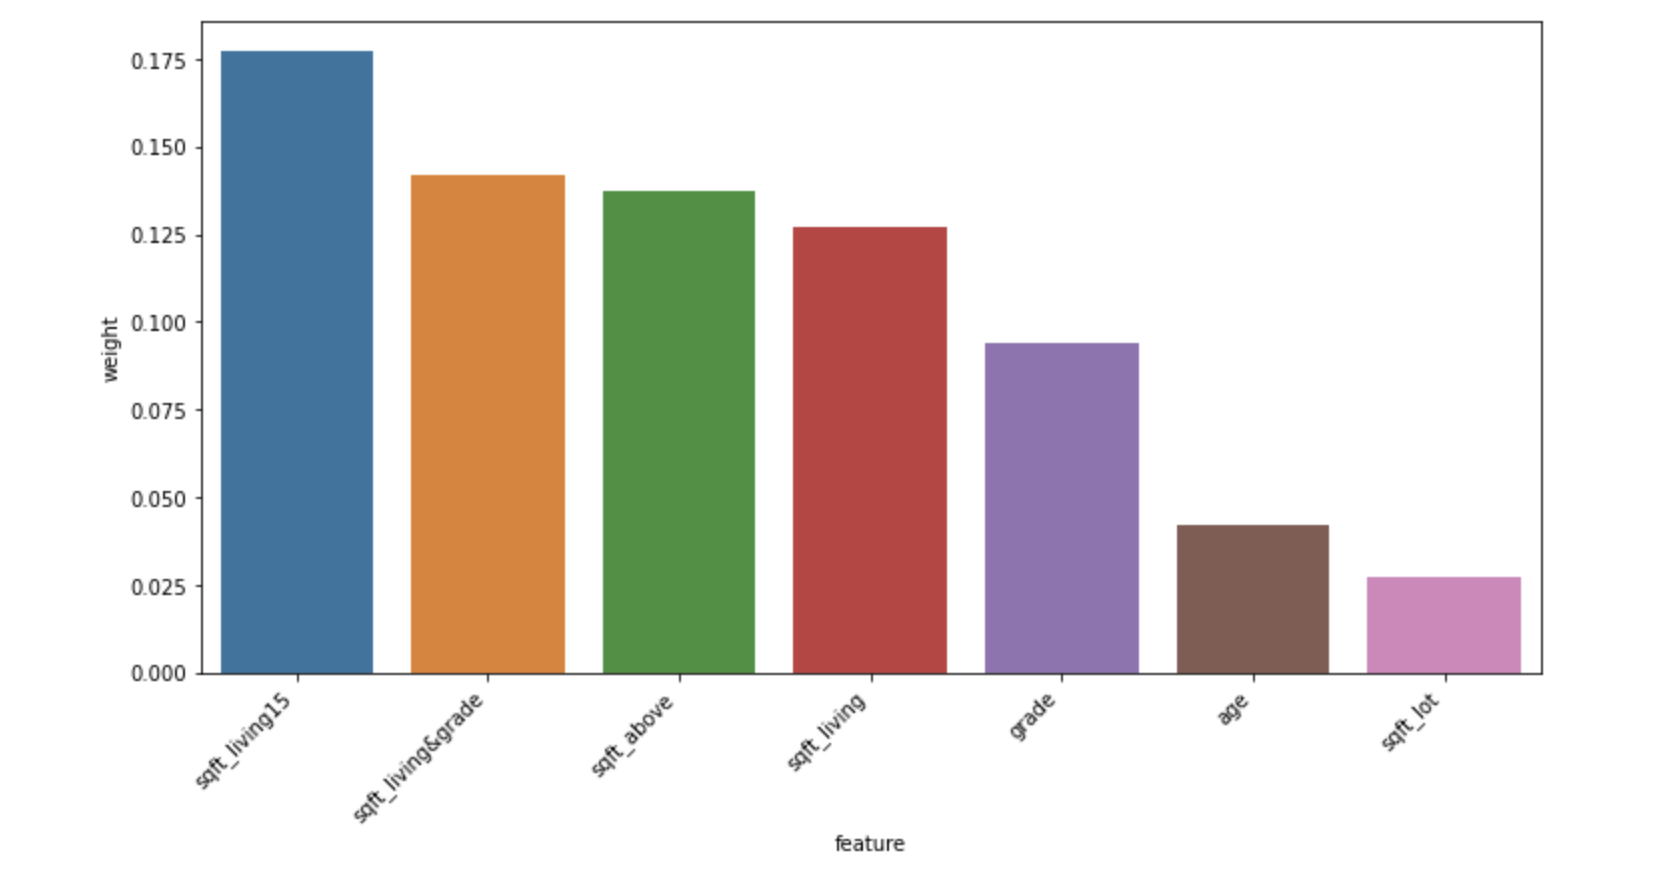 0.175
0.150
0.125
0.100
0.075
0.050
0.025
0.000
weight
sqft_living15
sqft_living&grade
sqft_above
sqft_living
grade
age
sqft_lot
feature